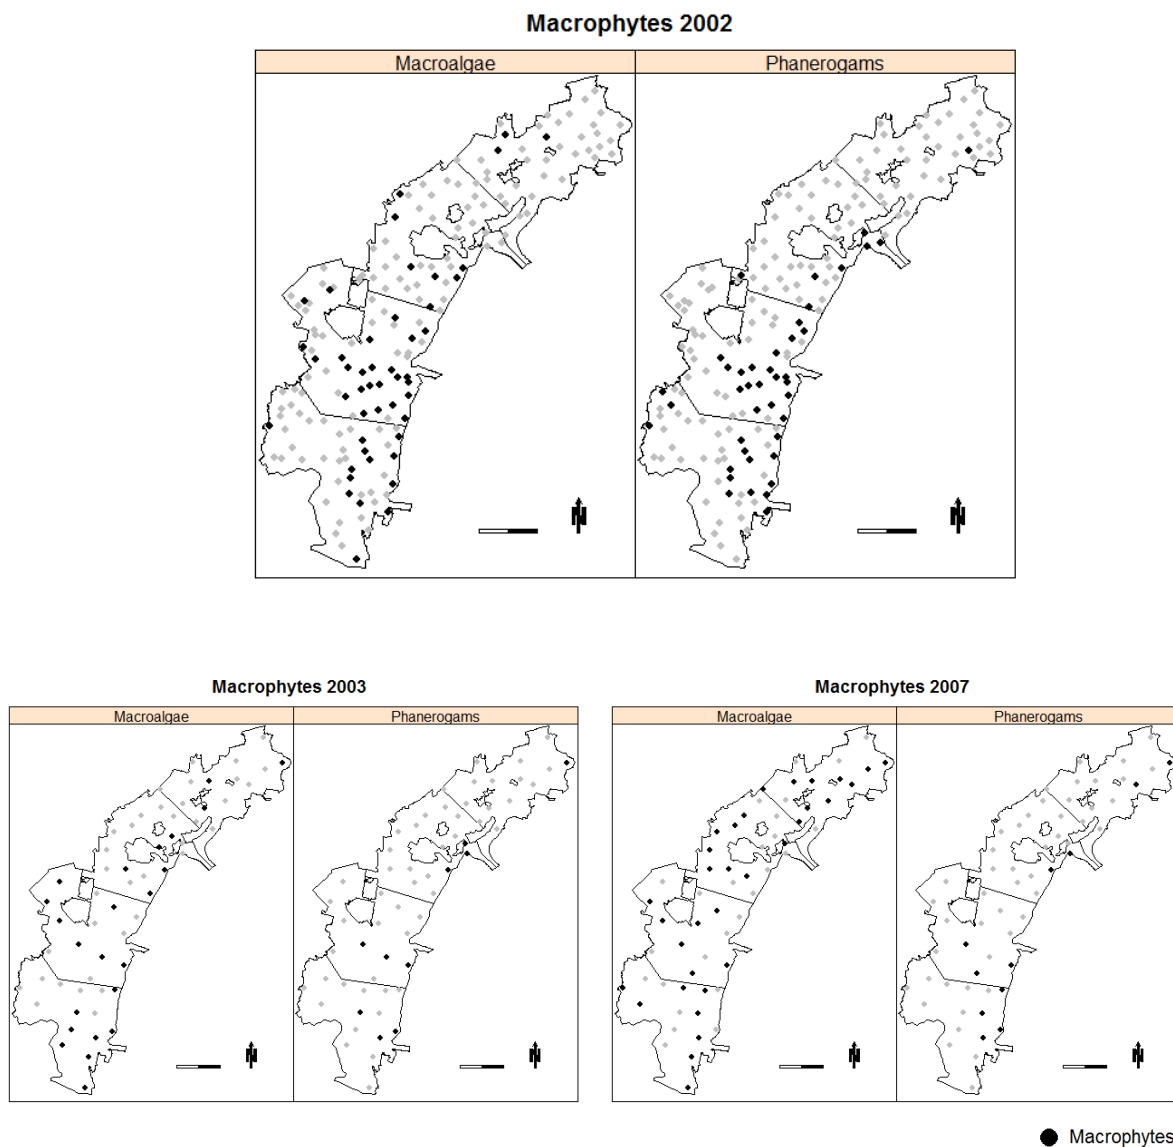 Macrophytes 2002
Macroalgae
Phanerogams
N
N
Macrophytes 2003
Macrophytes 2007
Macroalgae
Phanerogams
Macroalgae
Phanerogams
N
N
N
N
Macrophytes